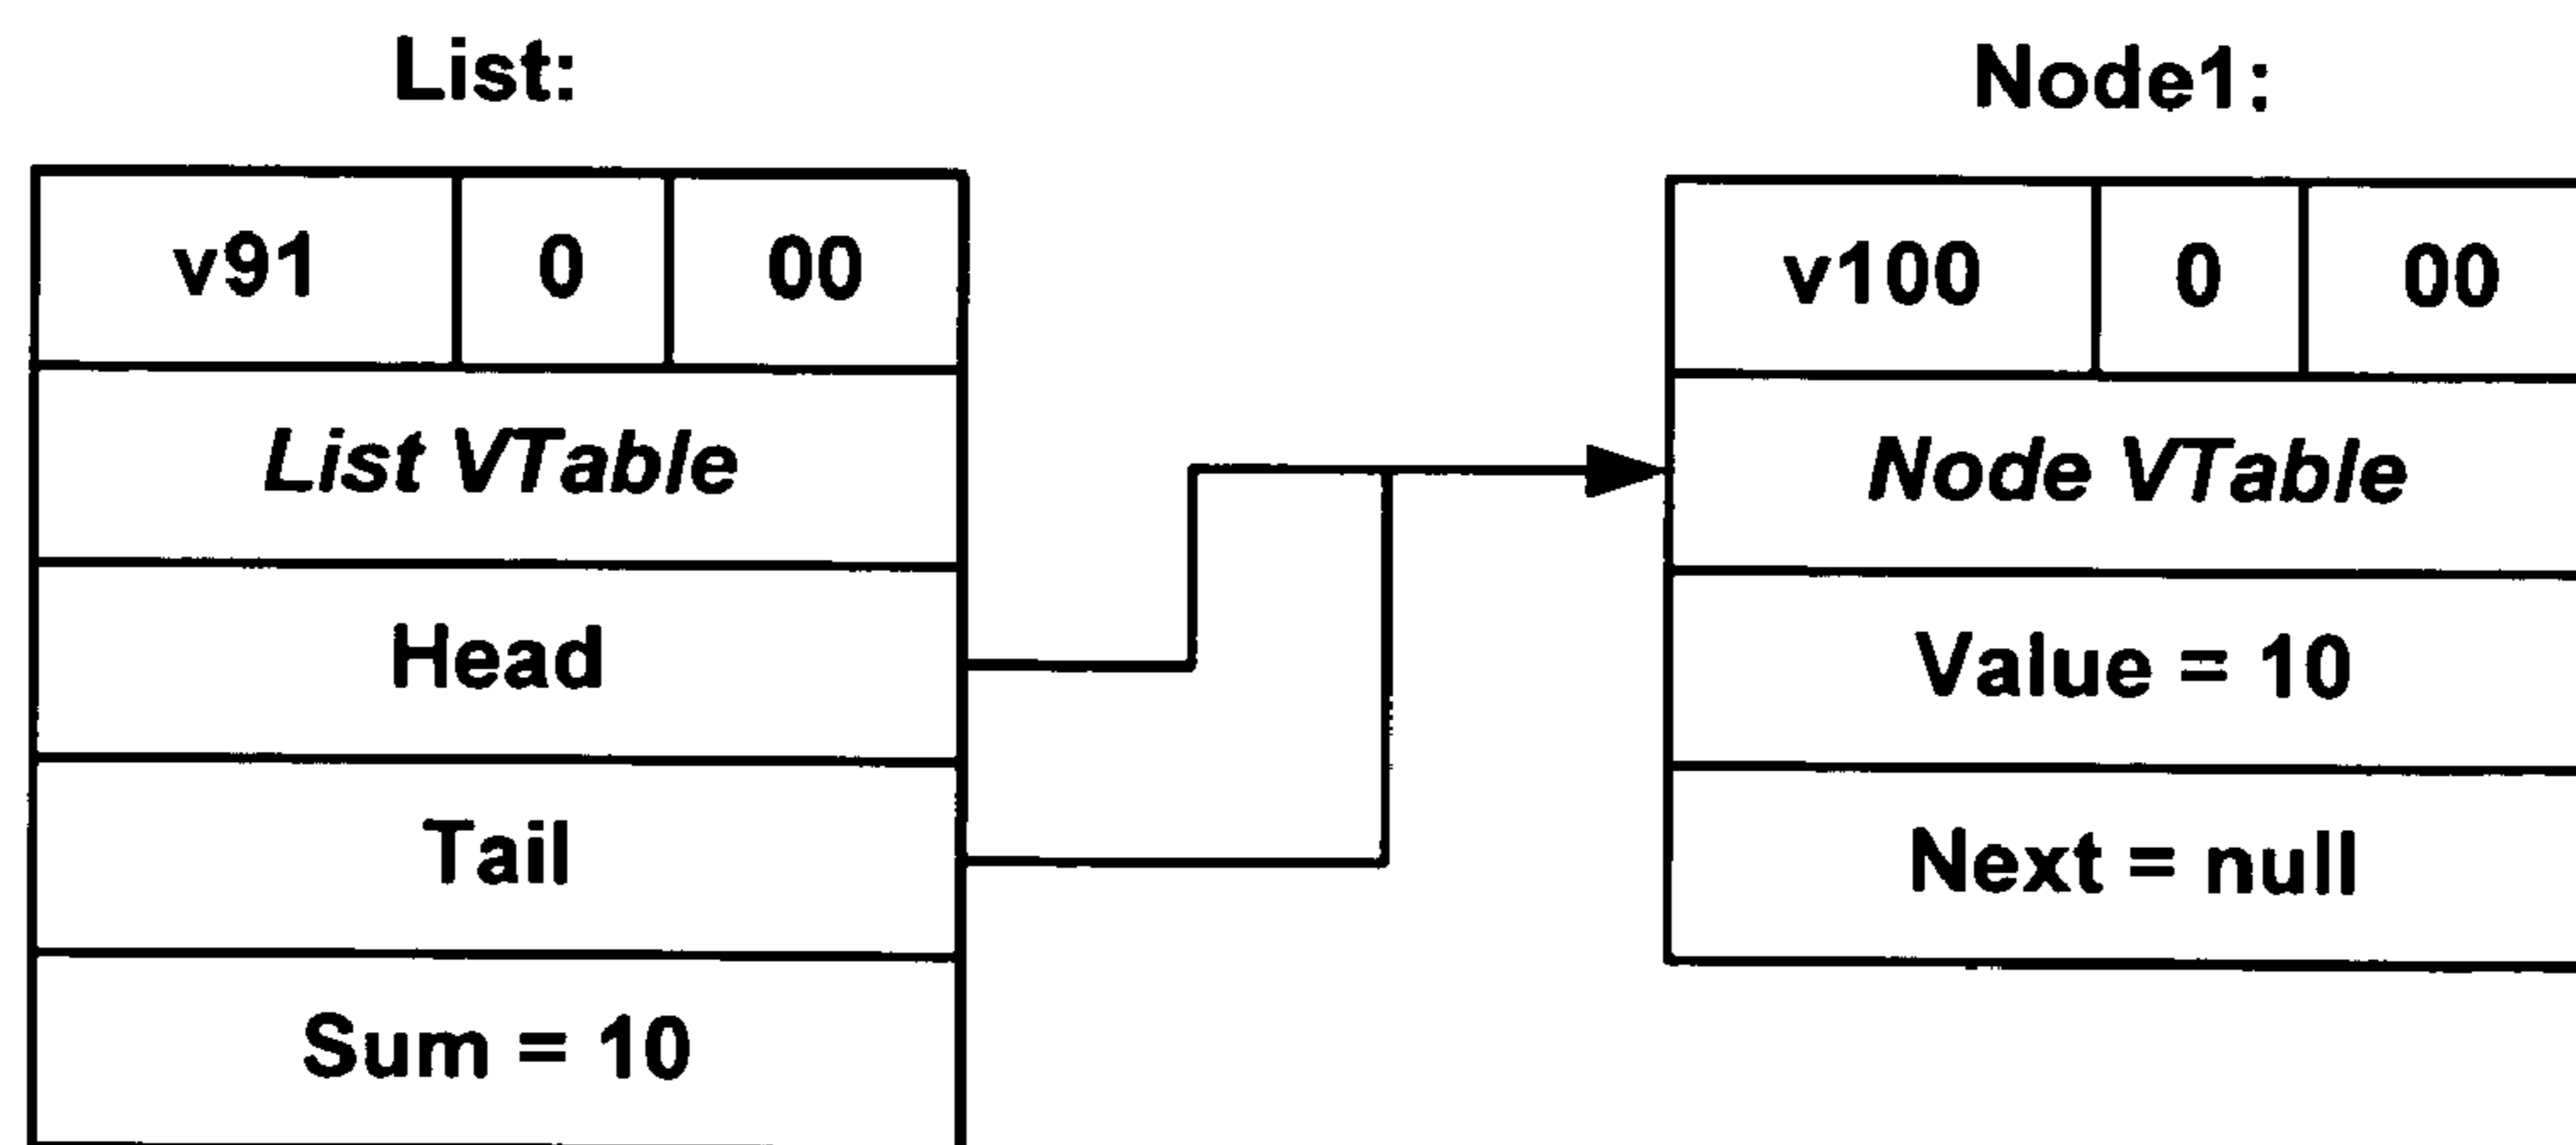 List:
v91 0 00
List VTable
Head
Tail
Sum = 10
Node1:
v100 0 00
Node VTable
Value = 10
Next = null